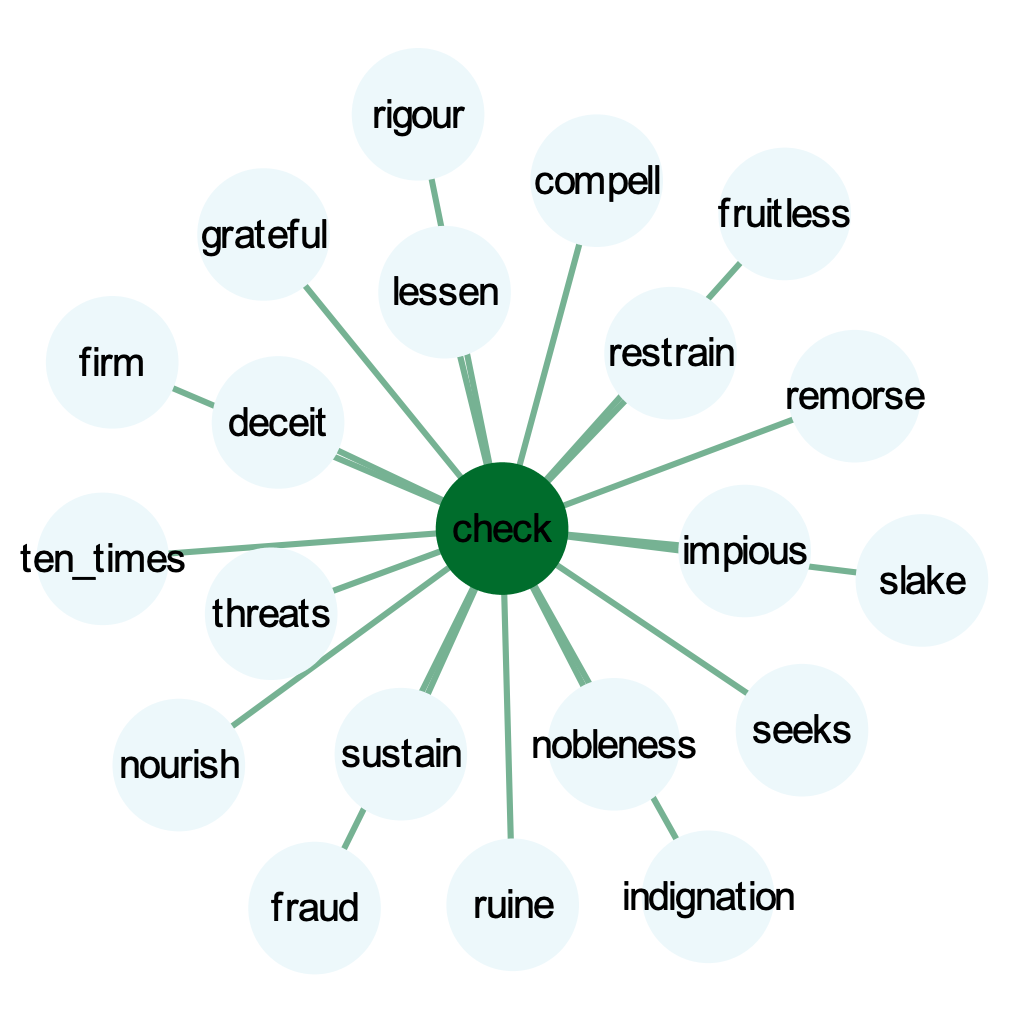 rigour
compell
fruitless
grateful
lessen
restrain
firm
remorse
deceit
check
ten_times
impious
slake
threats
seeks
nourish
sustain
nobleness
fraud
ruine
indignation